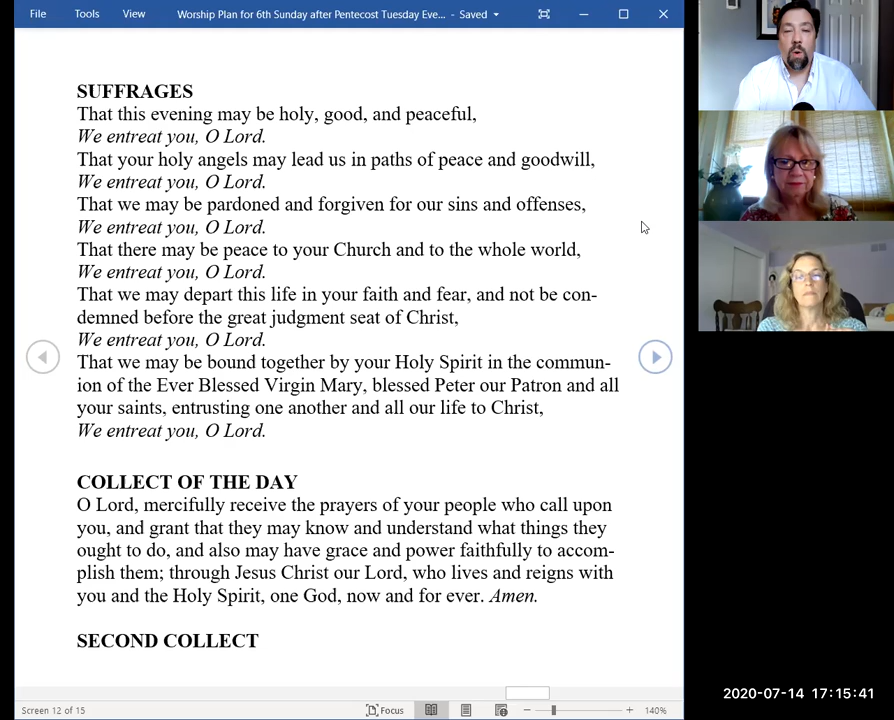 File Tools View Worship Plan for 6th Sunday after Pentecost Tuesday Eve... - Saved
SUFFRAGES
That this evening may be holy, good, and peaceful,
We entreat you, O Lord.
That your holy angels may lead us in paths of peace and goodwill,
We entreat you, O Lord.
That we may be pardoned and forgiven for our sins and offenses,
We entreat you, O Lord.
That there may be peace to your Church and to the whole world,
We entreat you, O Lord.
That we may depart this life in your faith and fear, and not be con-
demned before the great judgment seat of Christ,
We entreat you, O Lord.
That we may be bound together by your Holy Spirit in the commun-
ion of the Ever Blessed Virgin Mary, blessed Peter our Patron and all
your saints, entrusting one another and all our life to Christ,
We entreat you, O Lord.
COLLECT OF THE DAY
O Lord, mercifully receive the prayers of your people who call upon
you, and grant that they may know and understand what things they
ought to do, and also may have grace and power faithfully to accom-
plish them; through Jesus Christ our Lord, who lives and reigns with
you and the Holy Spirit, one God, now and for ever. Amen.
SECOND COLLECT
2020-07-14 17:15:41
Screen 12 of 15 Focus 140%